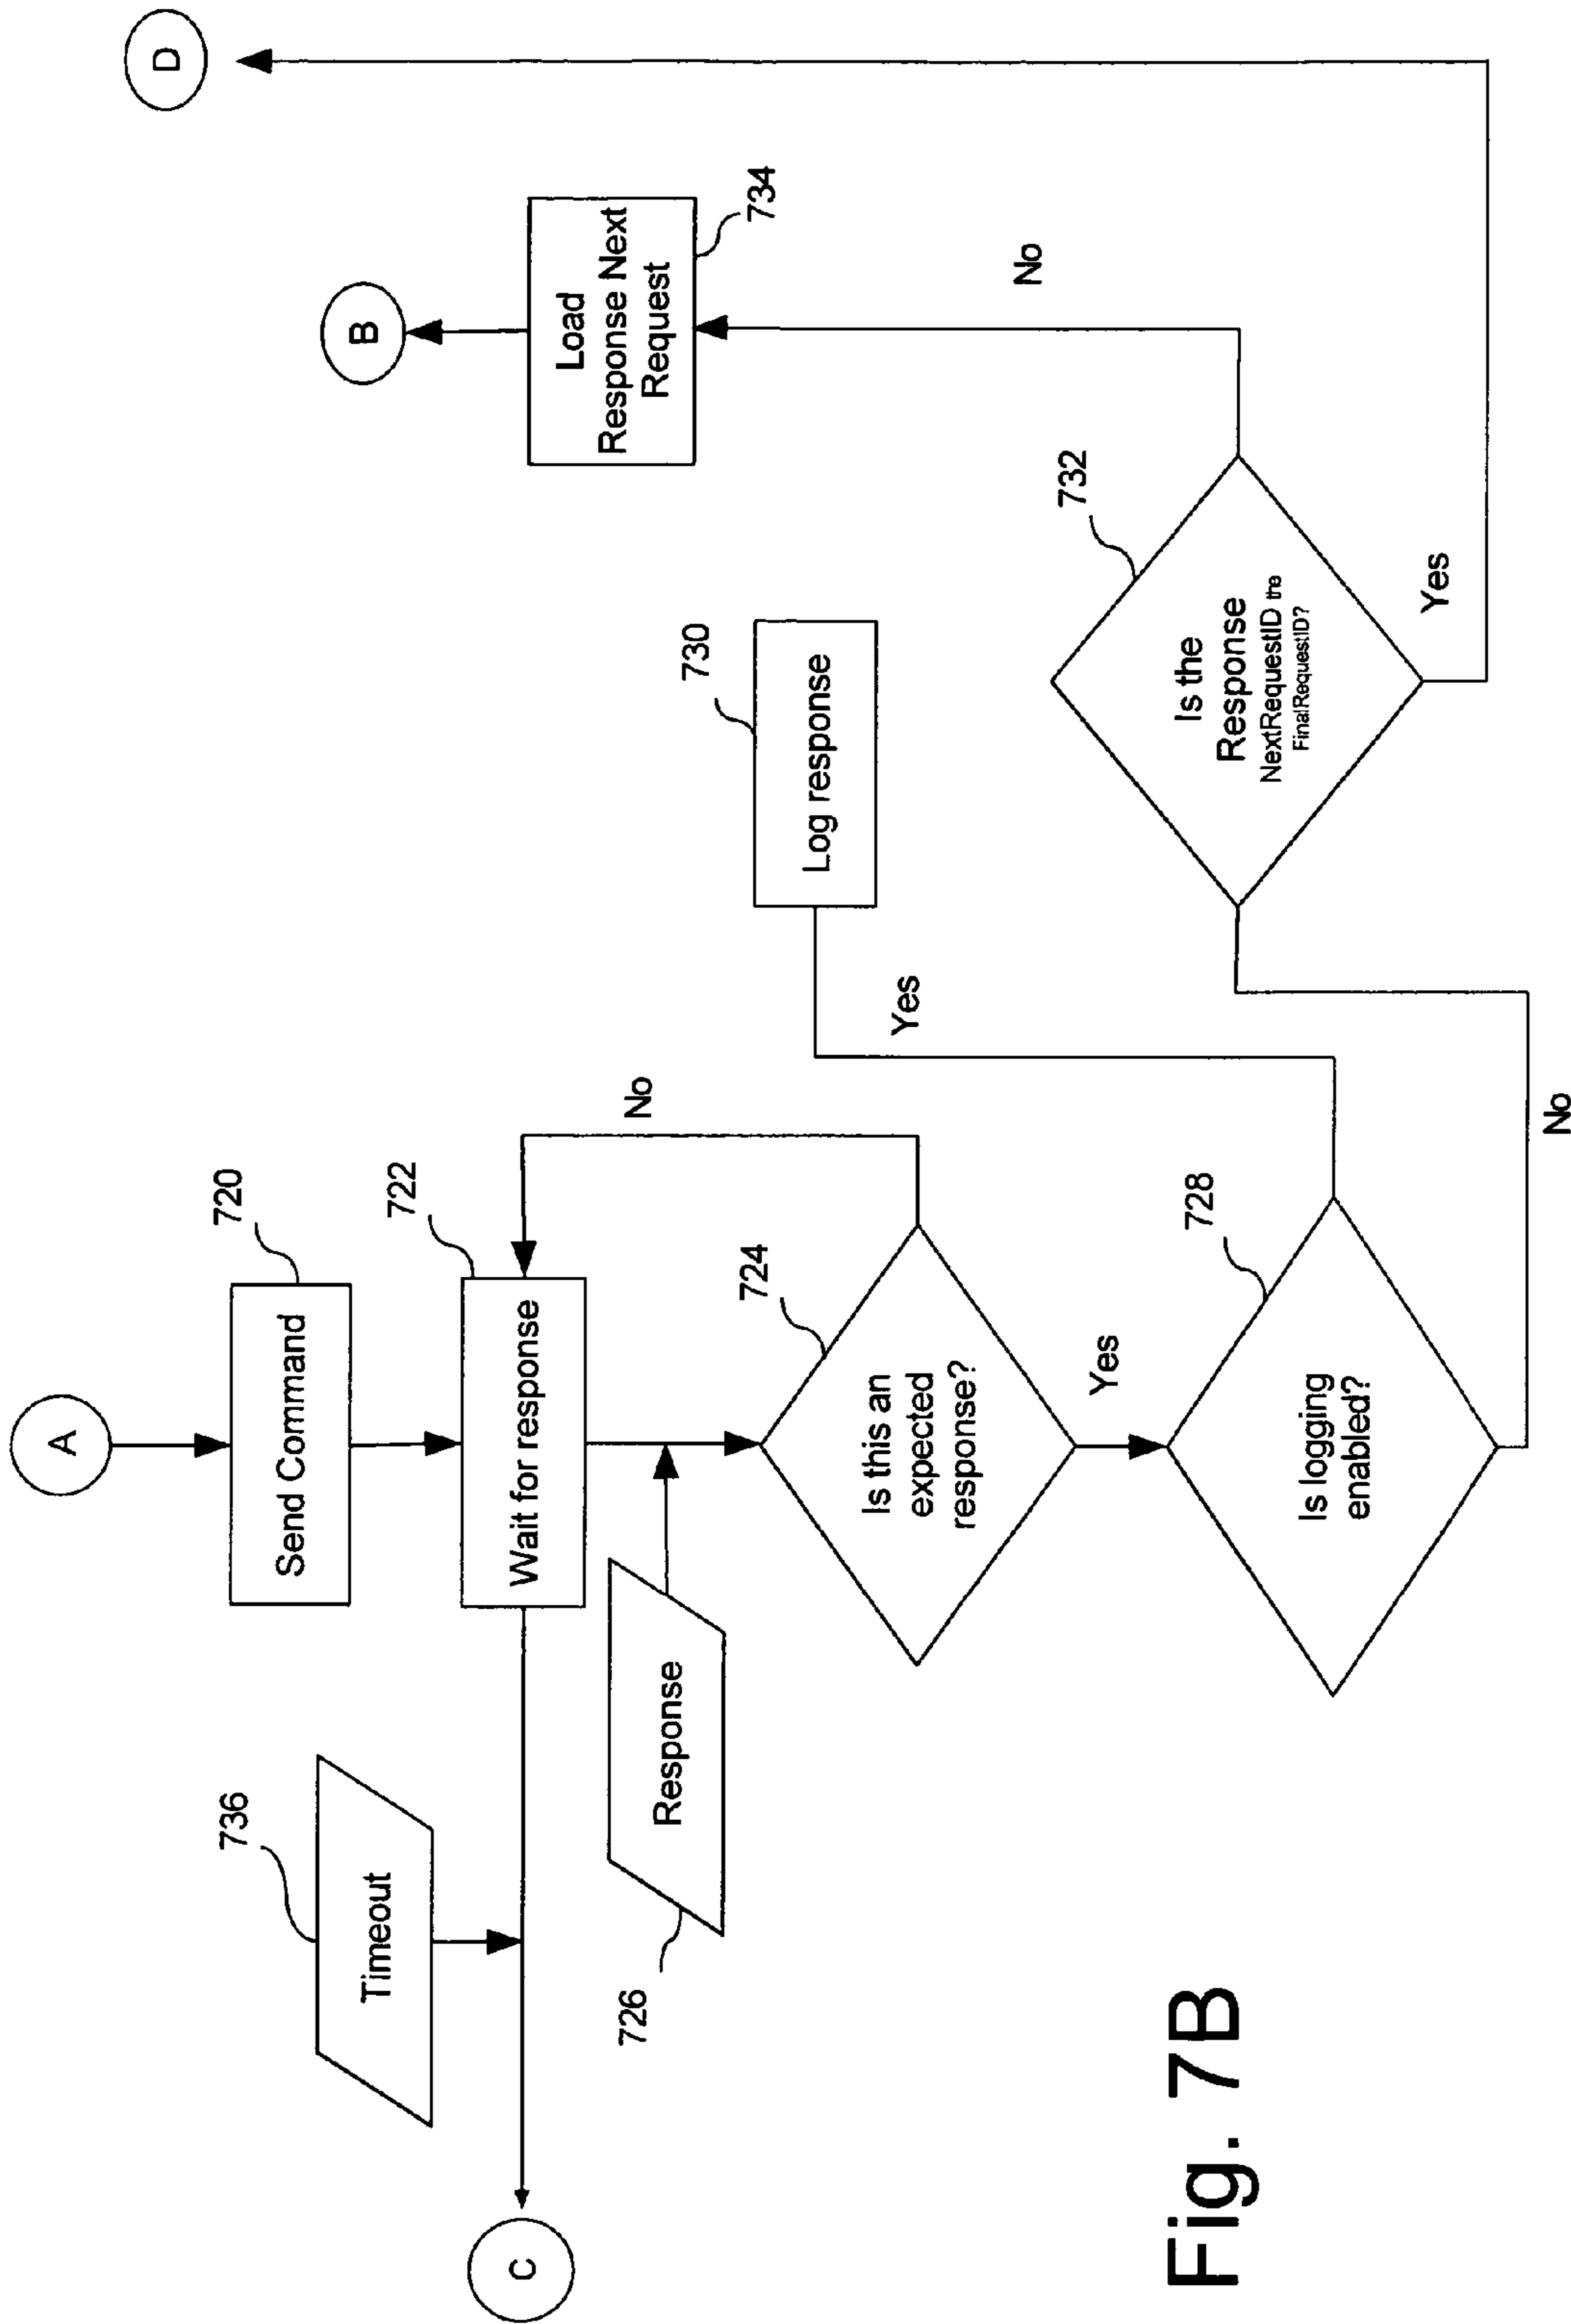 A
Send Command
720
736
Timeout
Wait for response
722
C
Response
726
No
Is this an
expected
response?
724
Yes
Is logging
enabled?
728
Yes
No
Log response
730
Is the
Response
NextRequestID the
FinalRequestID?
732
No
Yes
Load
Response Next
Request
734
B
D
Fig. 7B